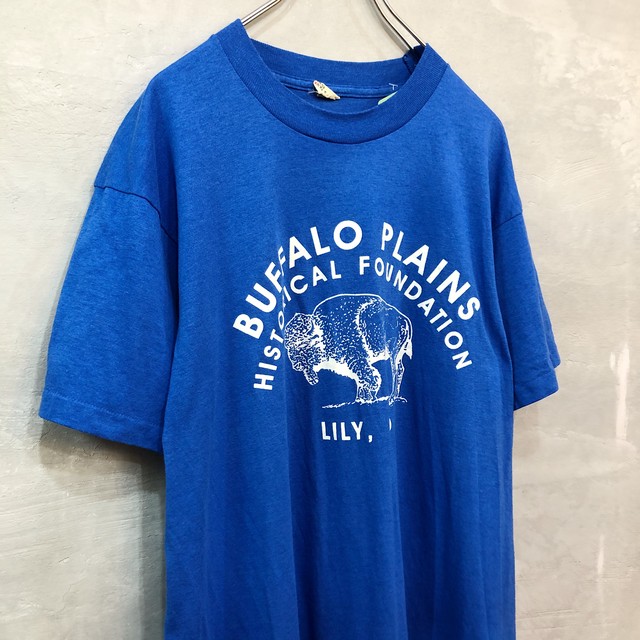 BUFFALO PLAINS
HISTORICAL FOUNDATION
LILY,